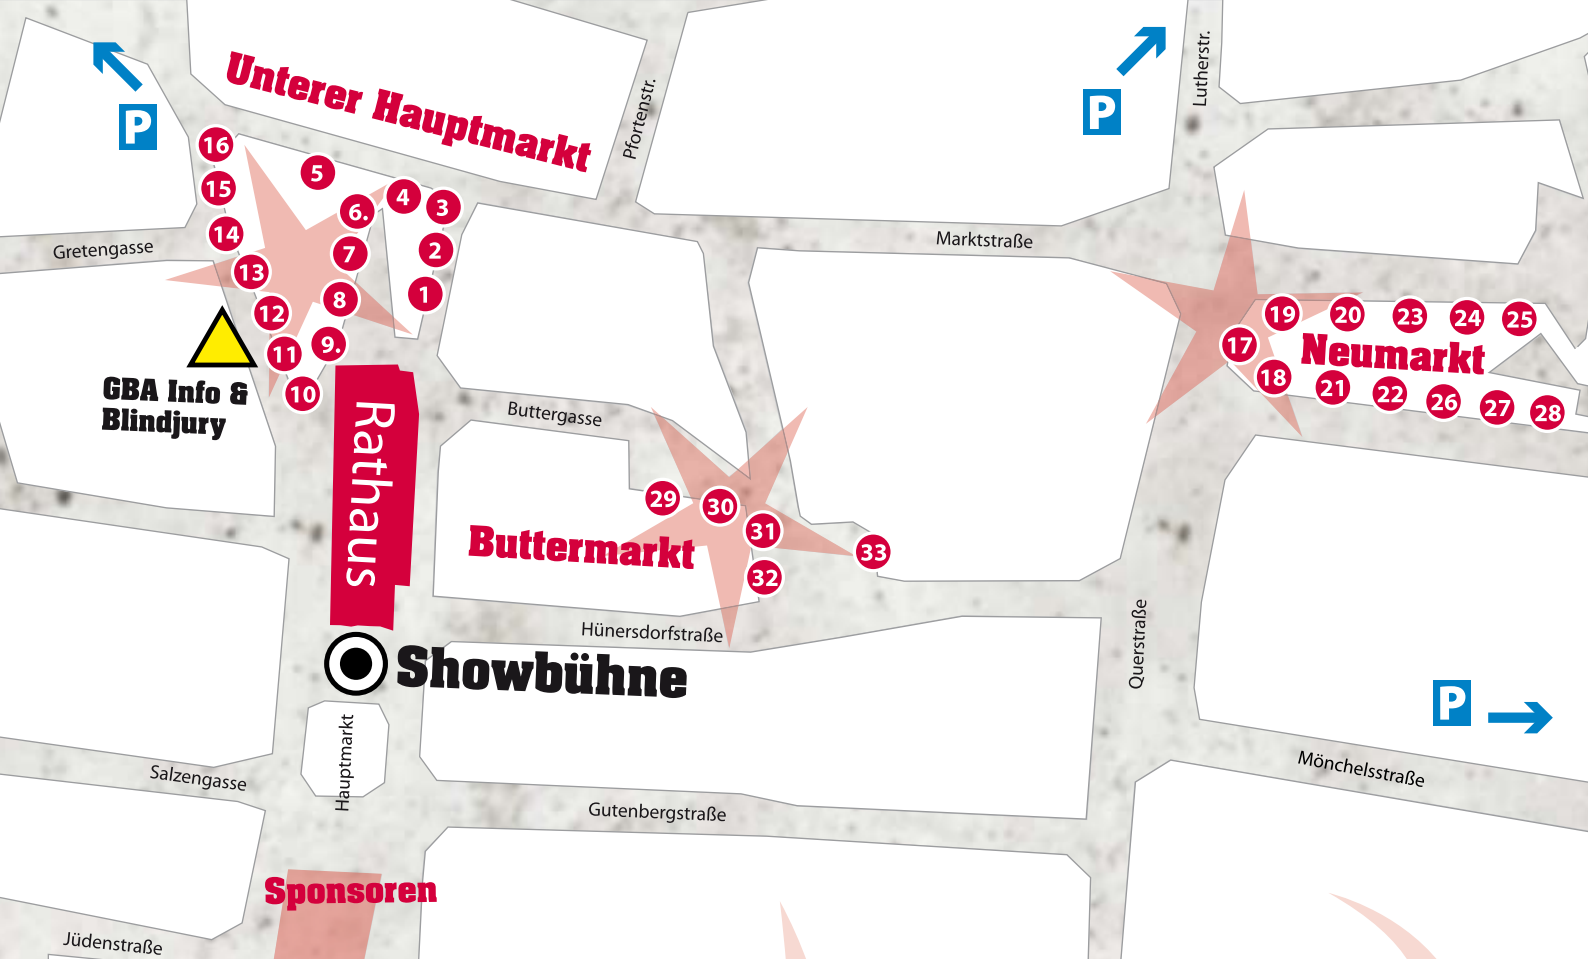 Unterer Hauptmarkt
Pfortenstr.
Lutherstr.
P
P
16
15
14
13
12
11
10
5
6.
7
8
9.
4
3
2
1
Gretengasse
Marktstraße
GBA Info &
Blindjury
19
20
23
24
25
17
Neumarkt
18
21
22
26
27
28
Rathaus
Buttergasse
29
30
31
32
33
Buttermarkt
Hünersdorfstraße
Querstraße
Showbühne
P
Hauptmarkt
Salzengasse
Gutenbergstraße
Mönchelsstraße
Sponsoren
Jüdenstraße